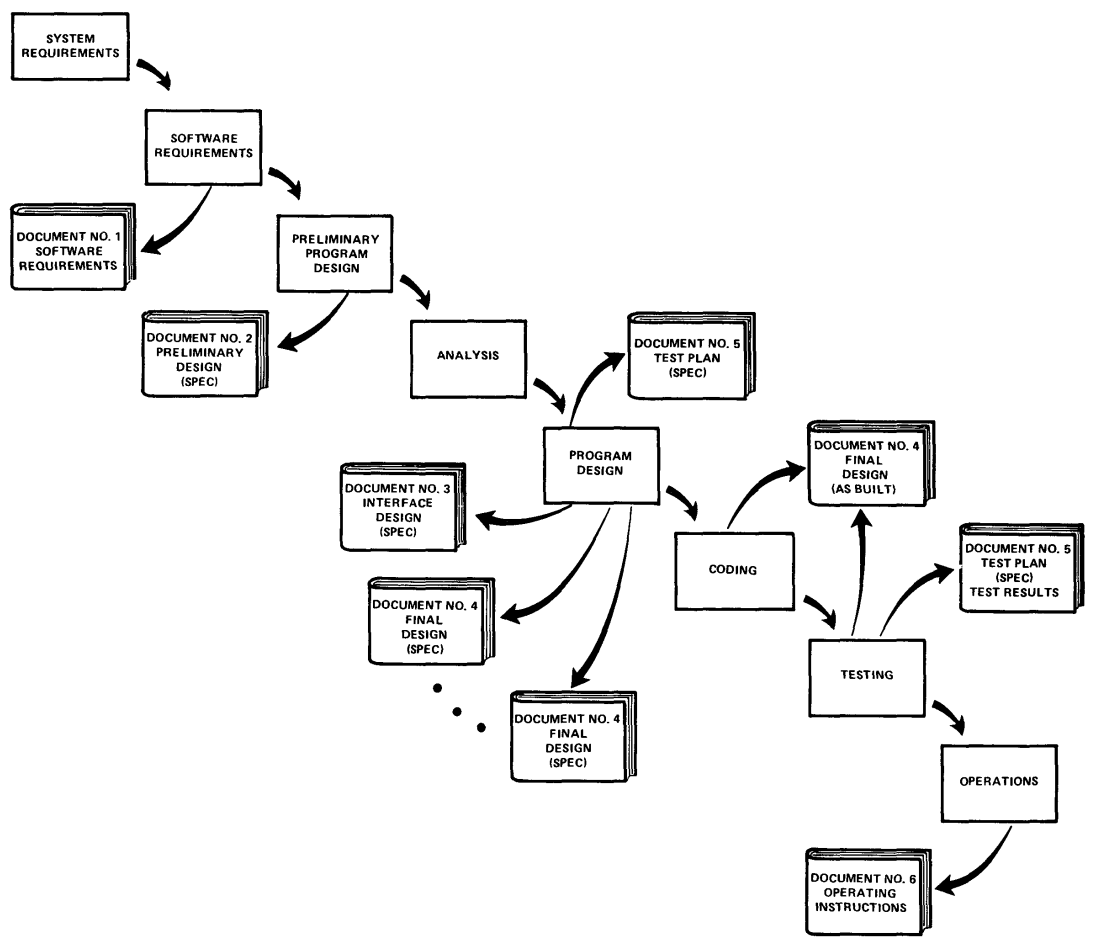 SYSTEM
REQUIREMENTS
SOFTWARE
REQUIREMENTS
DOCUMENT NO. 1
SOFTWARE
REQUIREMENTS
PRELIMINARY
PROGRAM
DESIGN
DOCUMENT NO. 2
PRELIMINARY
DESIGN
(SPEC)
ANALYSIS
DOCUMENT NO. 5
TEST PLAN
(SPEC)
PROGRAM
DESIGN
DOCUMENT NO. 3
INTERFACE
DESIGN
(SPEC)
DOCUMENT NO. 4
FINAL
DESIGN
(SPEC)
DOCUMENT NO. 4
FINAL
DESIGN
(SPEC)
CODING
DOCUMENT NO. 4
FINAL
DESIGN
(AS BUILT)
TESTING
DOCUMENT NO. 5
TEST PLAN
(SPEC)
TEST RESULTS
OPERATIONS
DOCUMENT NO. 6
OPERATING
INSTRUCTIONS